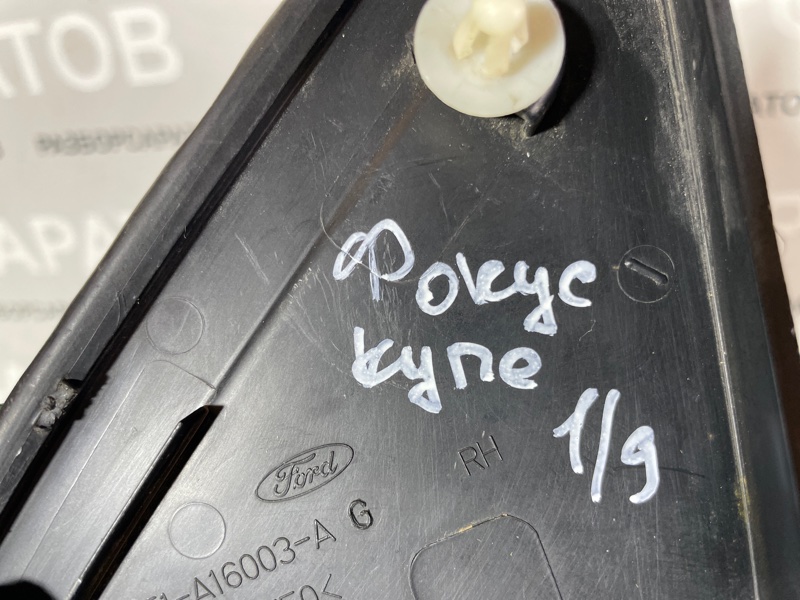 АТОВ
Фокус
купе
1/9
Ford
RH
-A16003-A G